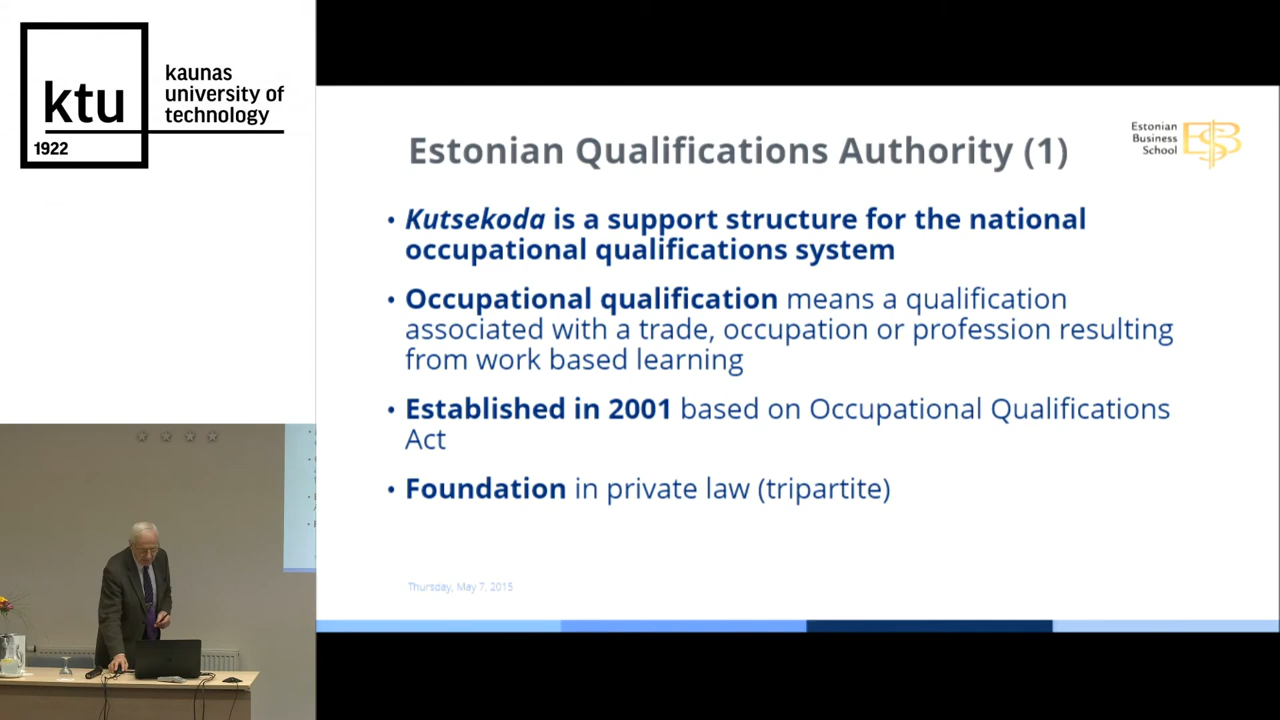 ktu
1922
kaunas
university of
technology
Estonian Qualifications Authority (1)
Estonian
Business
School
EBS
• Kutsekoda is a support structure for the national
occupational qualifications system
• Occupational qualification means a qualification
associated with a trade, occupation or profession resulting
from work based learning
• Established in 2001 based on Occupational Qualifications
Act
• Foundation in private law (tripartite)
Thursday, May 7, 2015